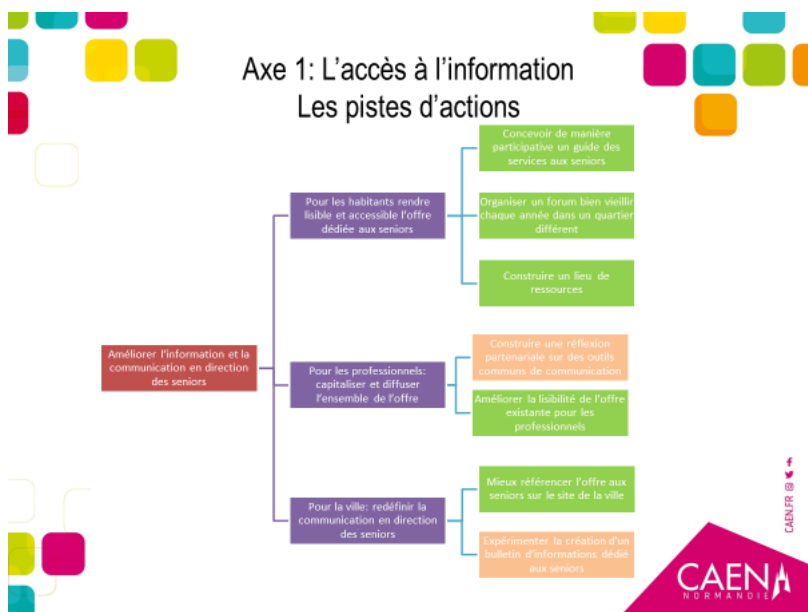 Axe 1: L'accès à l'information
Les pistes d'actions
Concevoir de manière
participative un guide des
services aux seniors
Pour les habitants rendre
lisible et accessible l'offre
dédiée aux seniors
Organiser un forum bien vieillir
chaque année dans un quartier
différent
Construire un lieu de
ressources
Améliorer l'information et la
communication en direction
des seniors
Pour les professionnels:
capitaliser et diffuser
l'ensemble de l'offre
Construire une réflexion
partenariale sur des outils
communs de communication
Améliorer la lisibilité de l'offre
existante pour les
professionnels
Pour la ville: redéfinir la
communication en direction
des seniors
Mieux référencer l'offre aux
seniors sur le site de la ville
Expérimenter la création d'un
bulletin d'informations dédié
aux seniors
CAEN.FR
CAEN
NORMANDIE